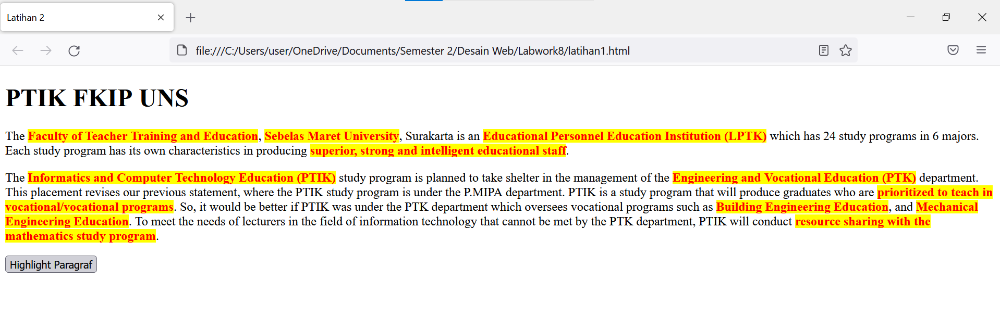 Latihan 2
file:///C:/Users/user/OneDrive/Documents/Semester 2/Desain Web/Labwork8/latihan1.html
PTIK FKIP UNS
The Faculty of Teacher Training and Education, Sebelas Maret University, Surakarta is an Educational Personnel Education Institution (LPTK) which has 24 study programs in 6 majors.
Each study program has its own characteristics in producing superior, strong and intelligent educational staff.
The Informatics and Computer Technology Education (PTIK) study program is planned to take shelter in the management of the Engineering and Vocational Education (PTK) department.
This placement revises our previous statement, where the PTIK study program is under the P.MIPA department. PTIK is a study program that will produce graduates who are prioritized to teach in
vocational/vocational programs. So, it would be better if PTIK was under the PTK department which oversees vocational programs such as Building Engineering Education, and Mechanical
Engineering Education. To meet the needs of lecturers in the field of information technology that cannot be met by the PTK department, PTIK will conduct resource sharing with the
mathematics study program.
Highlight Paragraf